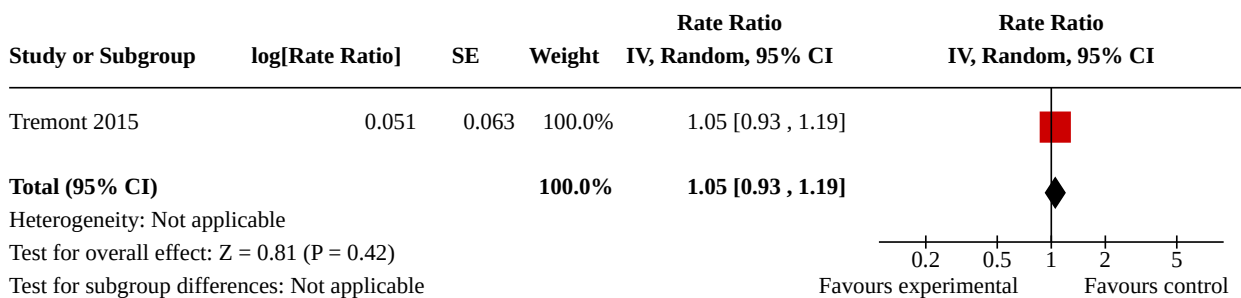 Rate Ratio Rate Ratio
Study or Subgroup log[Rate Ratio] SE Weight IV, Random, 95% CI IV, Random, 95% CI
Tremont 2015 0.051 0.063 100.0% 1.05 [0.93 , 1.19]
Total (95% CI) 100.0% 1.05 [0.93 , 1.19]
Heterogeneity: Not applicable
Test for overall effect: Z = 0.81 (P = 0.42)
0.2 0.5 1 2 5
Test for subgroup differences: Not applicable Favours experimental Favours control